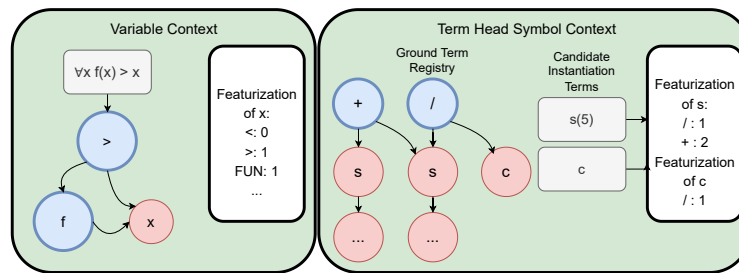 Variable Context
∀x f(x) > x
>
f
x
Featurization
of x:
<: 0
>: 1
FUN: 1
...
Term Head Symbol Context
Ground Term
Registry
+
/
s
s
c
...
...
Candidate
Instantiation
Terms
s(5)
c
Featurization
of s:
/ : 1
+ : 2
Featurization
of c
/ : 1